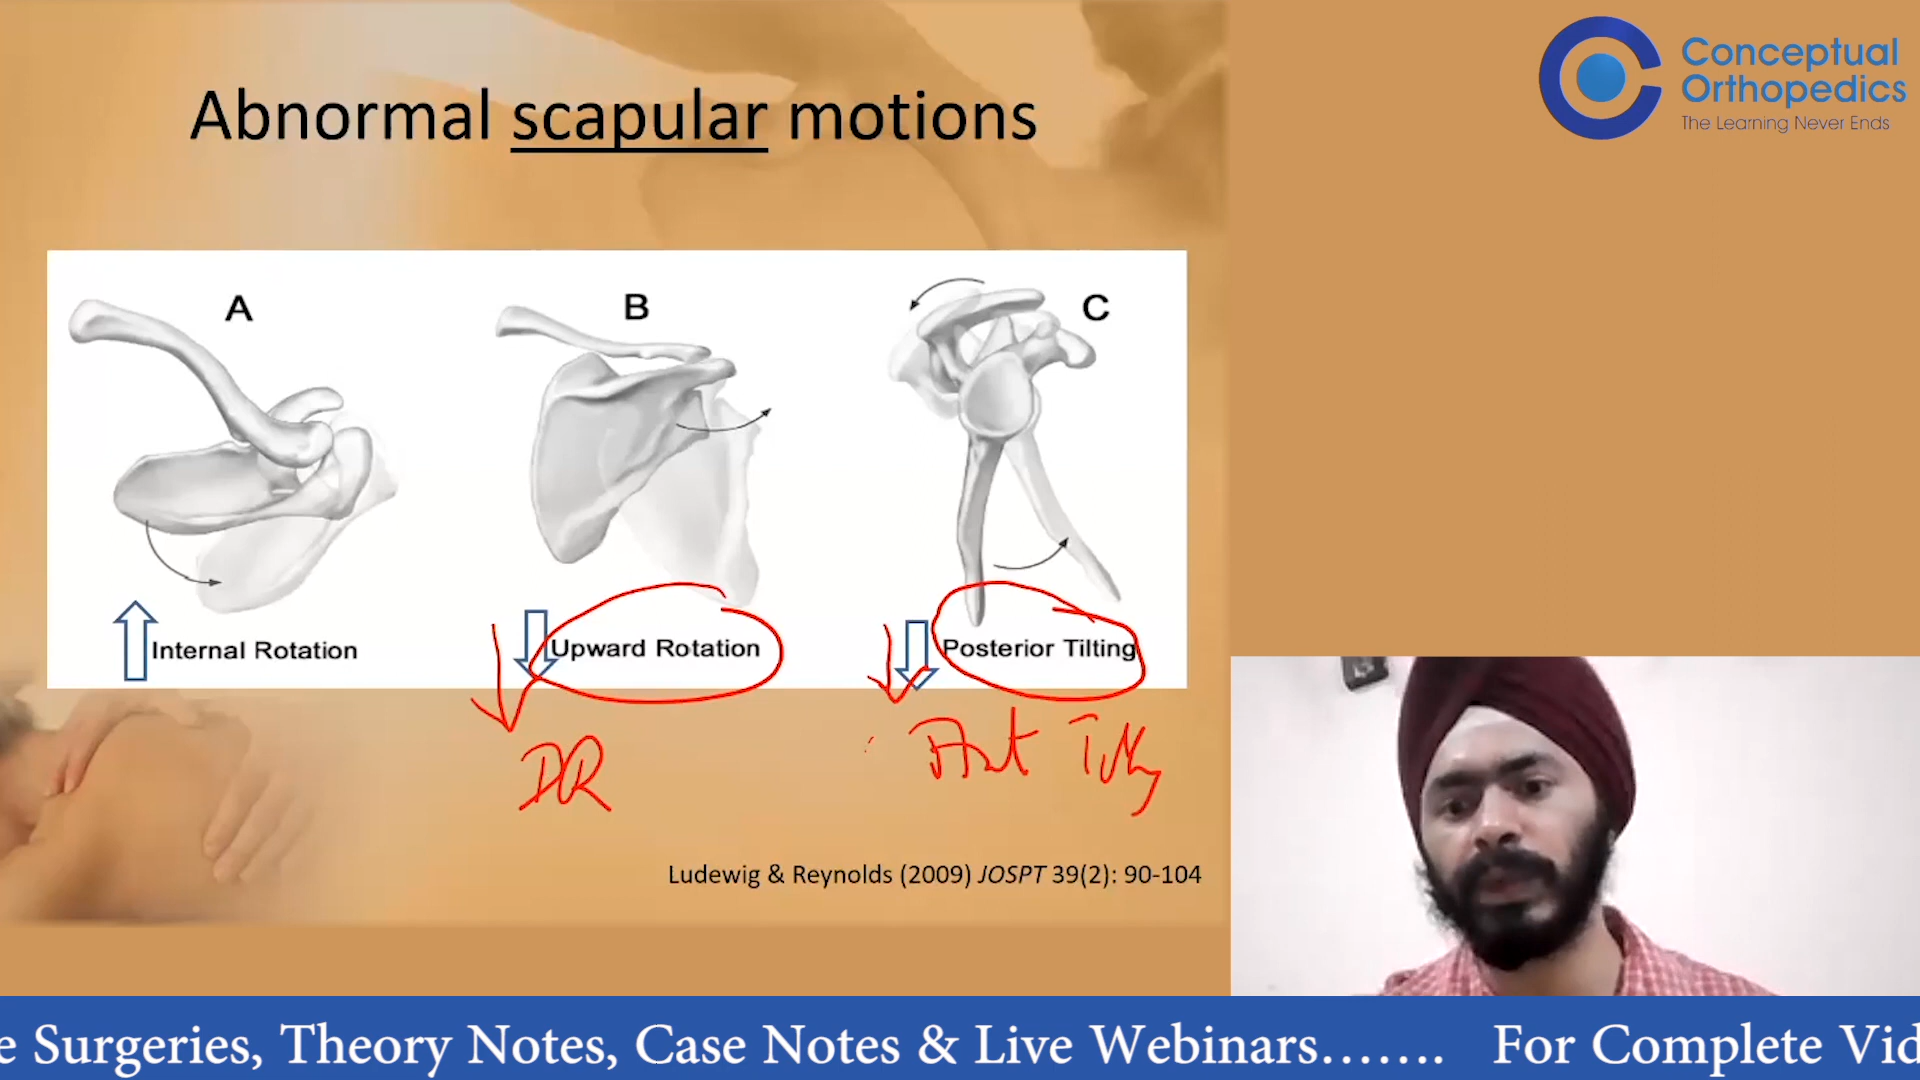 Conceptual
Orthopedics
The Learning Never Ends
Abnormal scapular motions
A
B
C
Internal Rotation
Upward Rotation
Posterior Tilting
DR
Ant Tilting
Ludewig & Reynolds (2009) JOSPT 39(2): 90-104
e Surgeries, Theory Notes, Case Notes & Live Webinars....... For Complete Vid